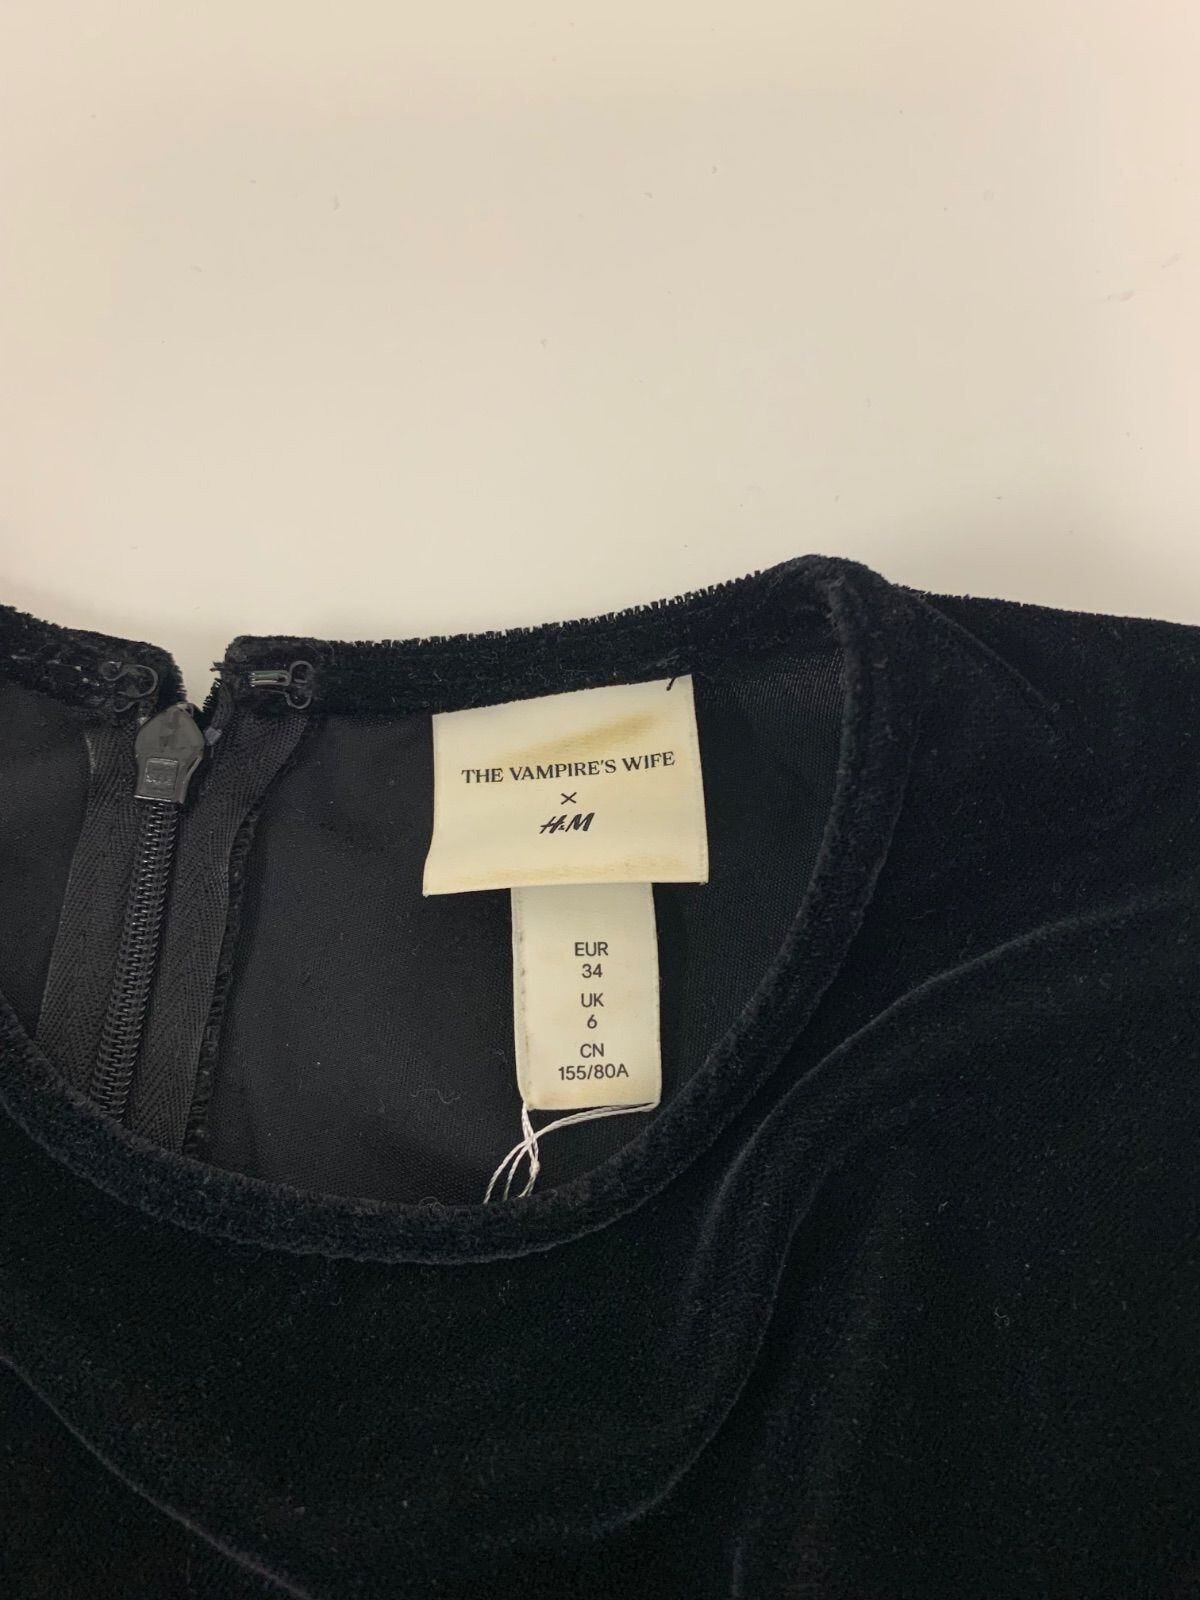 THE VAMPIRE'S WIFE
×
H&M
EUR
34
UK
6
CN
155/80A